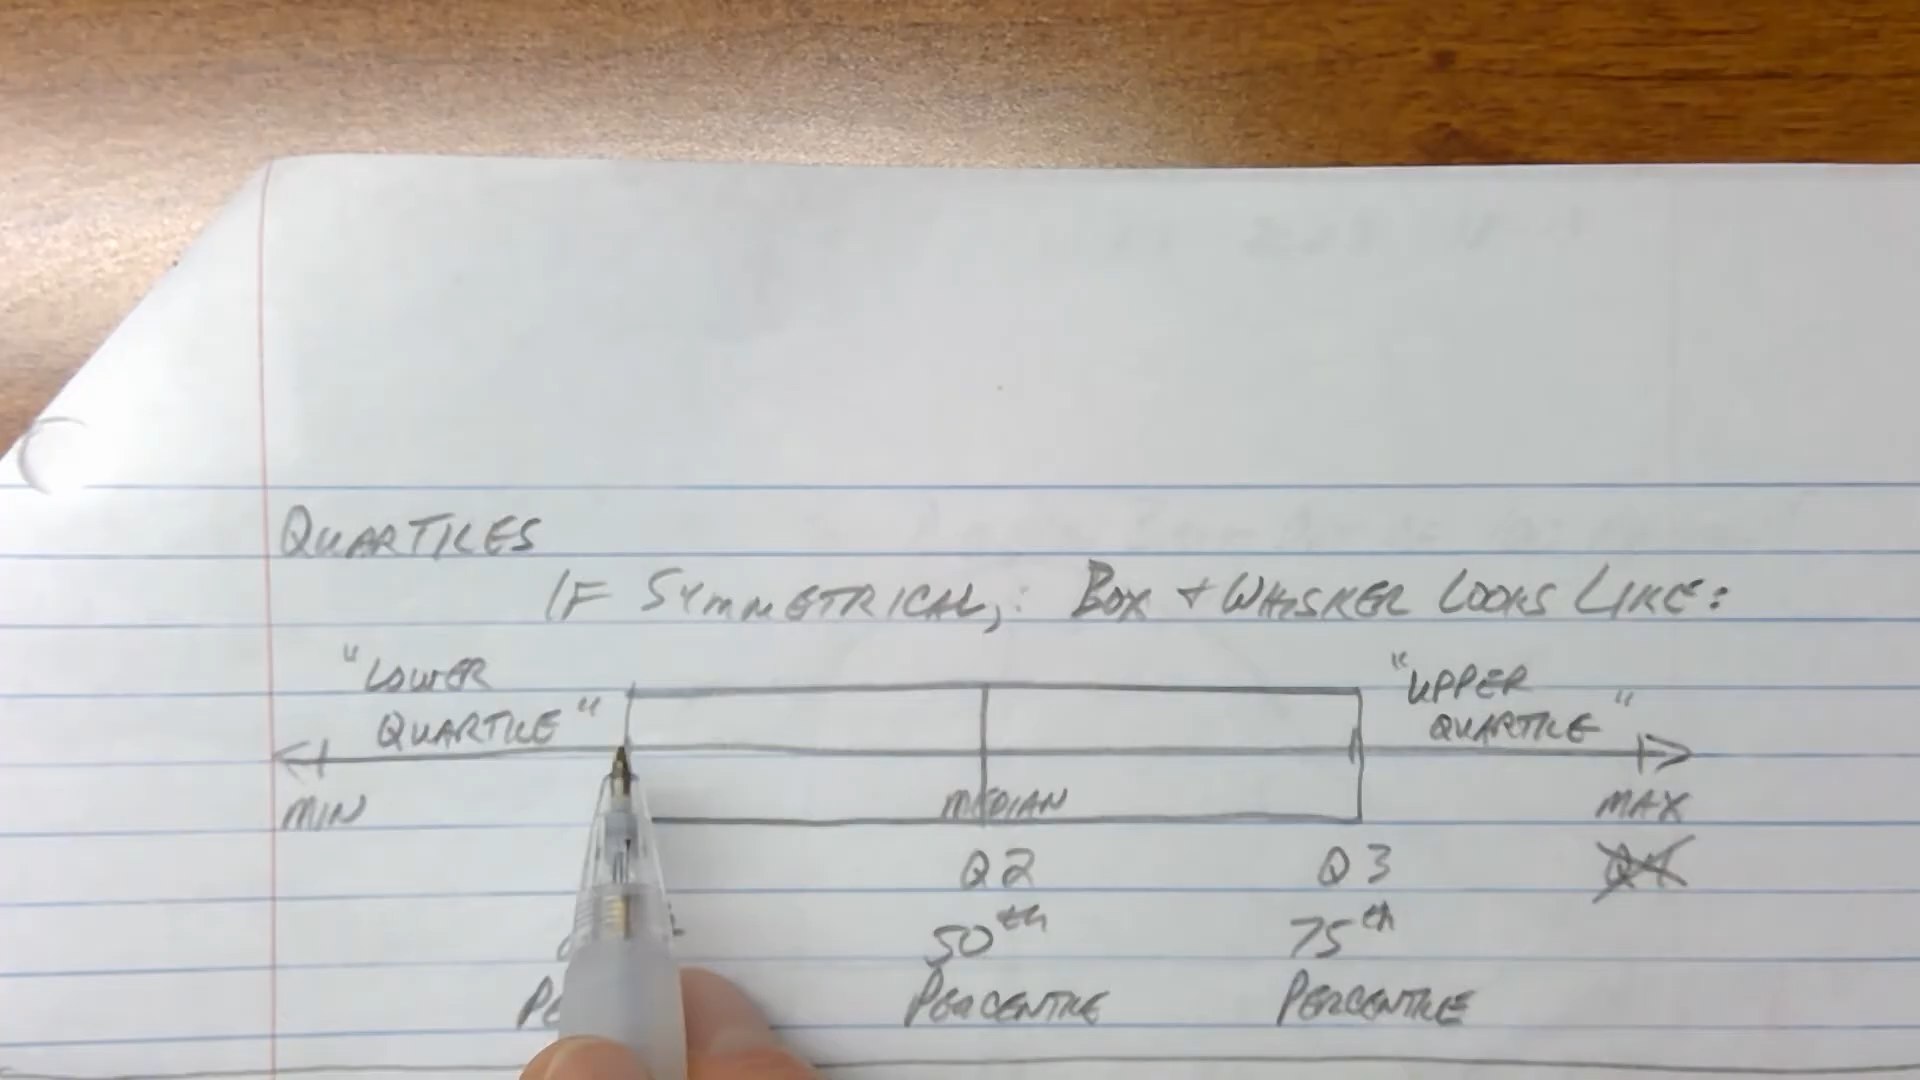 QUARTILES
IF SYMMETRICAL,: BOX + WHISKER LOOKS LIKE:
"LOWER
QUARTILE"
"UPPER
QUARTILE"
MIN
MEDIAN
MAX
Q2
Q3
Q4
50th
75th
PERCENTILE
PERCENTILE